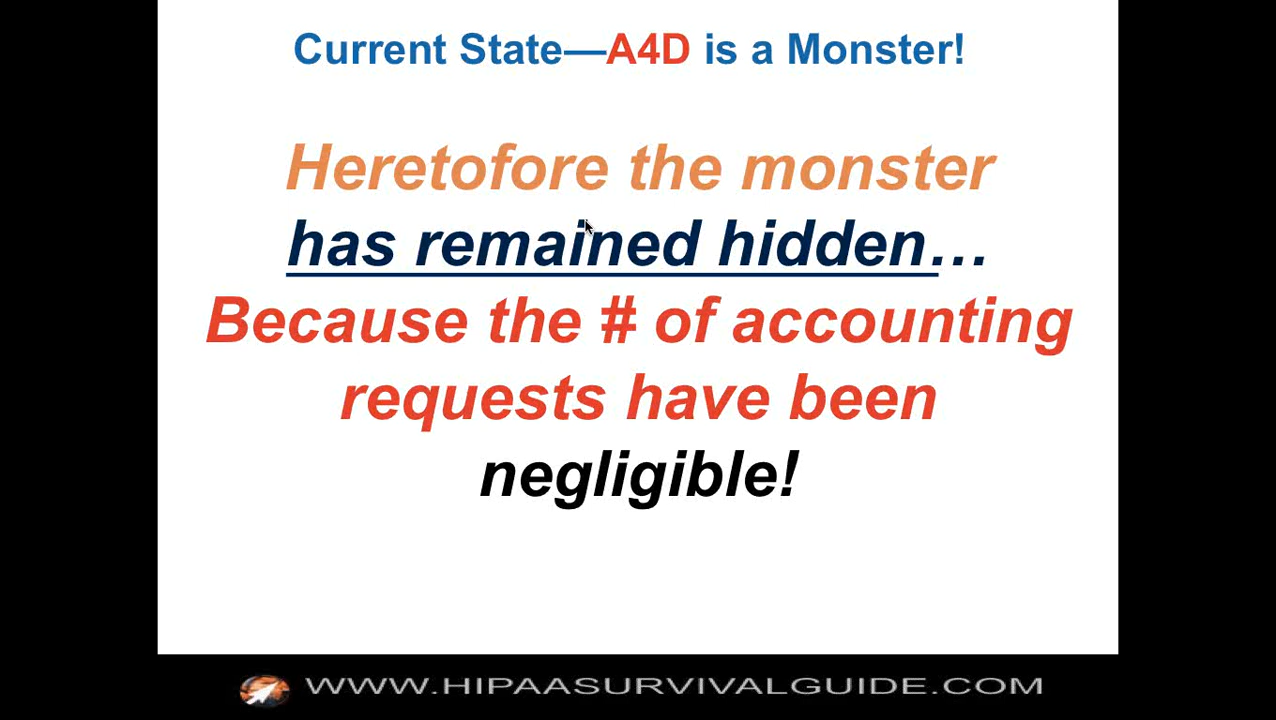 Current State—A4D is a Monster!
Heretofore the monster
has remained hidden…
Because the # of accounting
requests have been
negligible!
WWW.HIPAASURVIVALGUIDE.COM